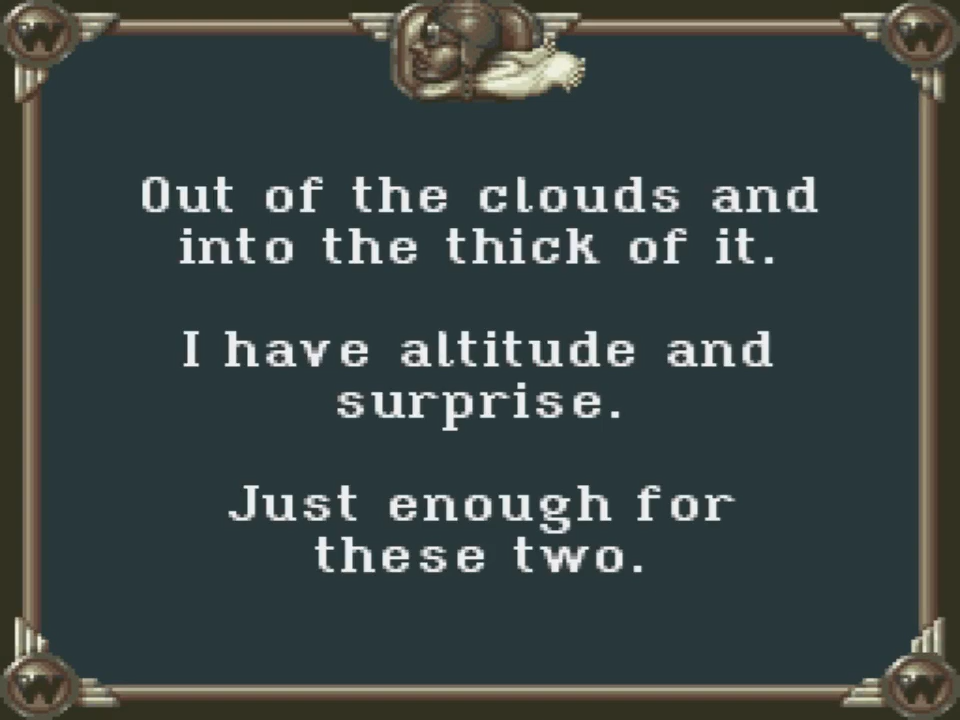 Out of the clouds and
into the thick of it.
I have altitude and
surprise.
Just enough for
these two.